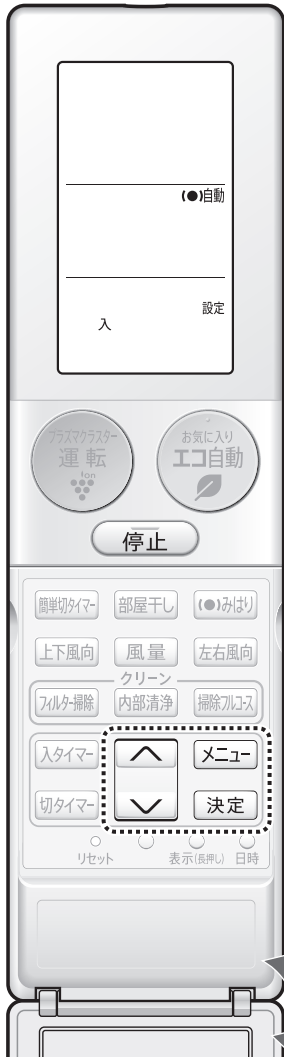 (●)自動
設定
入
プラズマクラスター
運転
ion
お気に入り
エコ自動
停止
簡単切タイマー 部屋干し (●)みはり
上下風向 風量 左右風向
クリーン
フィルター掃除 内部清浄 掃除フルコース
入タイマー メニュー
切タイマー 決定
リセット 表示(長押し) 日時